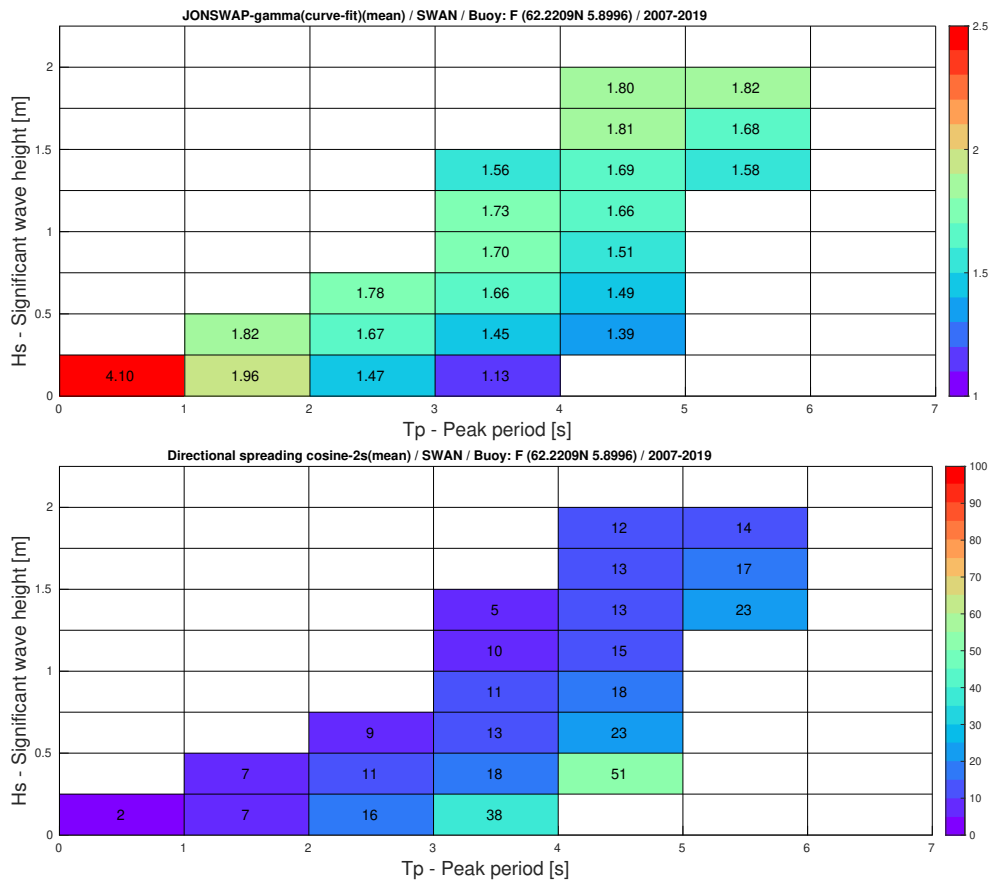 JONSWAP-gamma(curve-fit)(mean) / SWAN / Buoy: F (62.2209N 5.8996) / 2007-2019
2.5
2 1.80 1.82
1.81 1.68
1.5 2
1.56 1.69 1.58
1.73 1.66
1
1.70 1.51 1.5
1.78 1.66 1.49
0.5
1.82 1.67 1.45 1.39
4.10 1.96 1.47 1.13
0 1
0 1 2 3 4 5 6 7
Hs - Significant wave height [m]
Tp - Peak period [s]
Directional spreading cosine-2s(mean) / SWAN / Buoy: F (62.2209N 5.8996) / 2007-2019
100
90
2
12 14
80
13 17
70
1.5
5 13 23
60
10 15
50
1
11 18
40
9 13 23
30
0.5
7 11 18 51
20
2 7 16 38
10
0 0
0 1 2 3 4 5 6 7
Hs - Significant wave height [m]
Tp - Peak period [s]